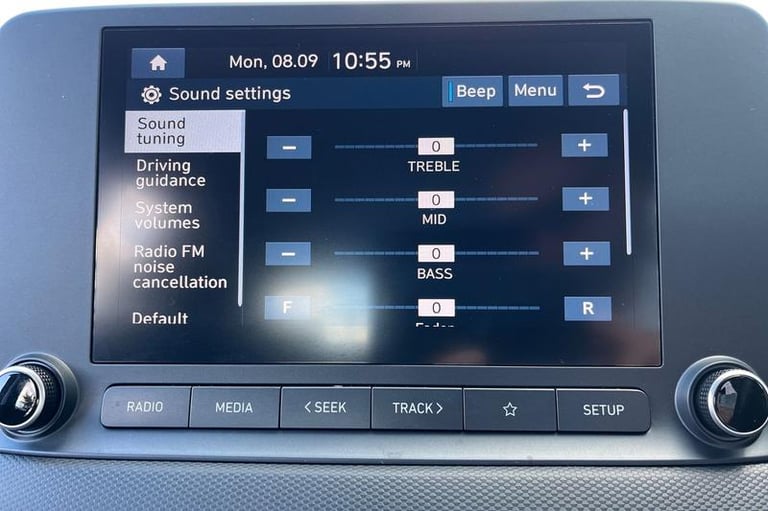 Mon, 08.09 10:55 PM
Sound settings Beep Menu
Sound
tuning
Driving
guidance
System
volumes
Radio FM
noise
cancellation
Default
− 0 +
TREBLE
− 0 +
MID
− 0 +
BASS
F 0 R
Fader
RADIO MEDIA < SEEK TRACK > ☆ SETUP